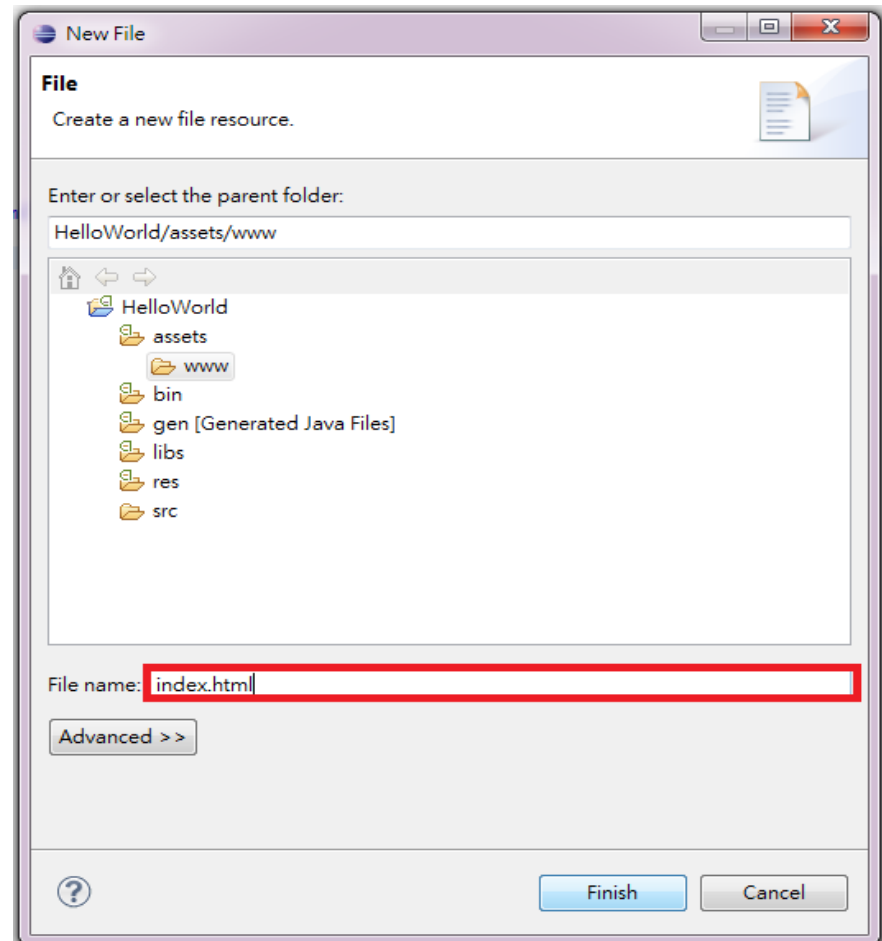 New File
File
Create a new file resource.
Enter or select the parent folder:
HelloWorld/assets/www
HelloWorld
assets
www
bin
gen [Generated Java Files]
libs
res
src
File name: index.html
Advanced >>
Finish Cancel